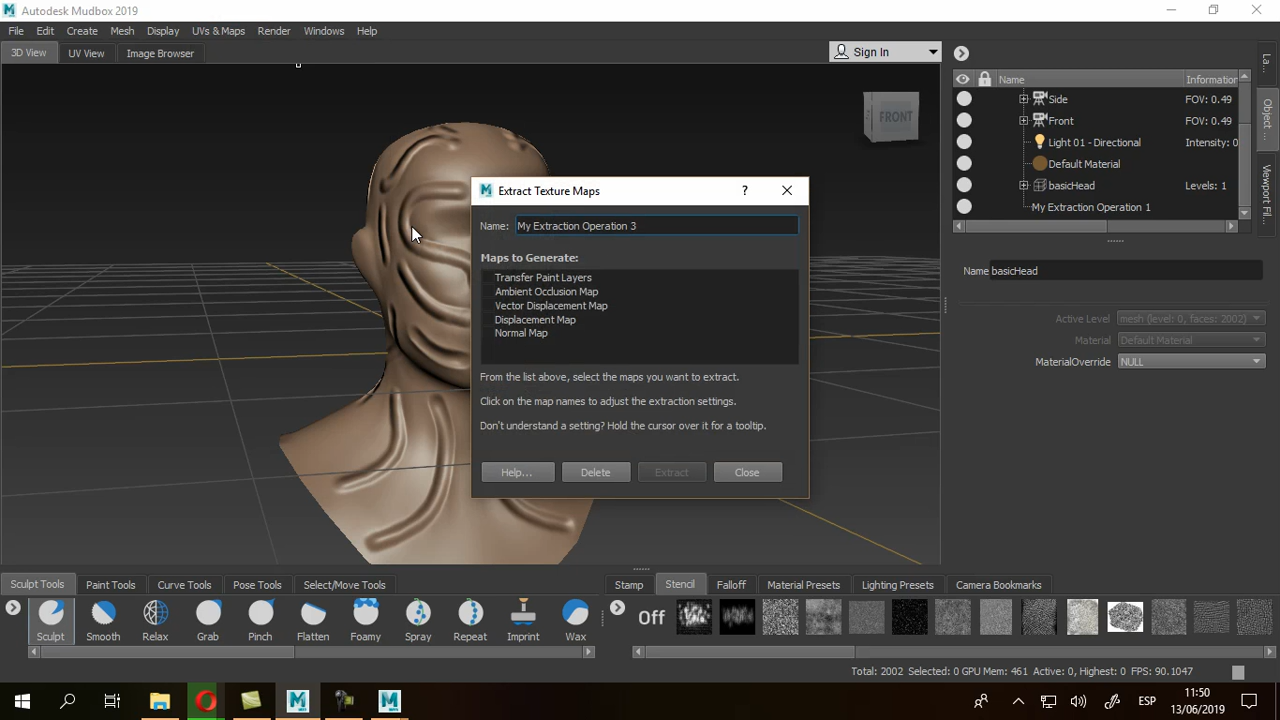 Autodesk Mudbox 2019
File Edit Create Mesh Display UVs & Maps Render Windows Help
3D View UV View Image Browser
Sign In
FRONT
Name Information
Side FOV: 0.49
Front FOV: 0.49
Light 01 - Directional Intensity: 0
Default Material
basicHead Levels: 1
My Extraction Operation 1
La...
Object ...
Viewport Fil...
Name basicHead
Active Level mesh (level: 0, faces: 2002)
Material Default Material
MaterialOverride NULL
Extract Texture Maps ?
Name: My Extraction Operation 3
Maps to Generate:
Transfer Paint Layers
Ambient Occlusion Map
Vector Displacement Map
Displacement Map
Normal Map
From the list above, select the maps you want to extract.
Click on the map names to adjust the extraction settings.
Don't understand a setting? Hold the cursor over it for a tooltip.
Help... Delete Extract Close
Sculpt Tools Paint Tools Curve Tools Pose Tools Select/Move Tools
Sculpt Smooth Relax Grab Pinch Flatten Foamy Spray Repeat Imprint Wax
Stamp Stencil Falloff Material Presets Lighting Presets Camera Bookmarks
Off
Total: 2002 Selected: 0 GPU Mem: 461 Active: 0, Highest: 0 FPS: 90.1047
ESP
11:50
13/06/2019